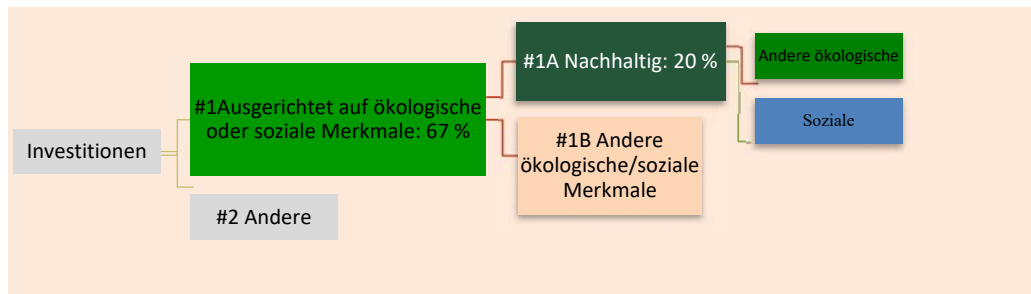 Investitionen
#1Ausgerichtet auf ökologische
oder soziale Merkmale: 67 %
#2 Andere
#1A Nachhaltig: 20 %
#1B Andere
ökologische/soziale
Merkmale
Andere ökologische
Soziale